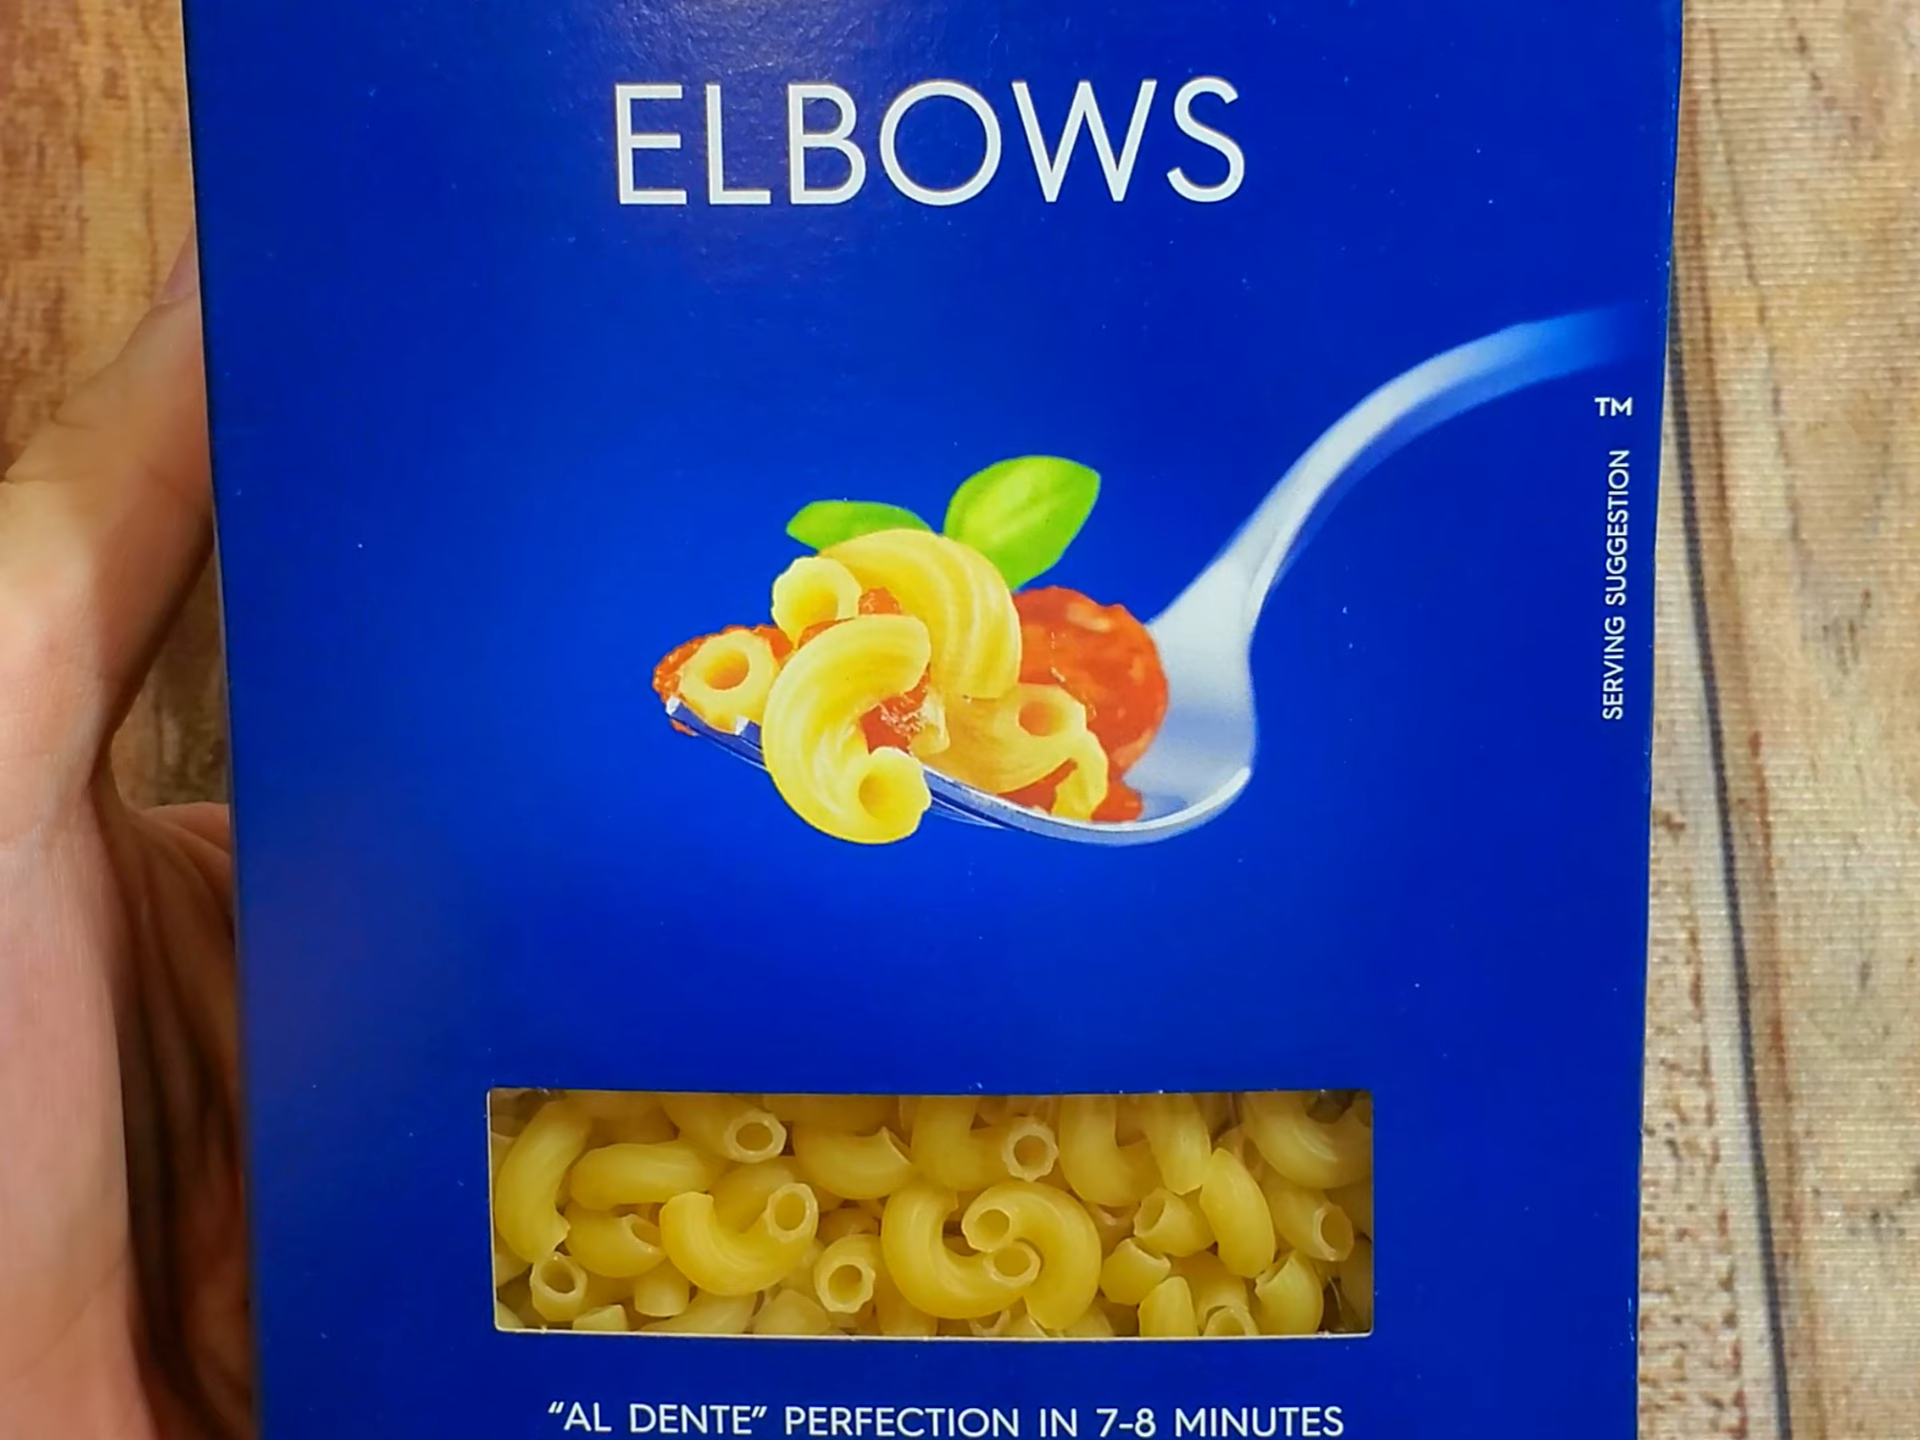 ELBOWS
TM
SERVING SUGGESTION
“AL DENTE” PERFECTION IN 7-8 MINUTES